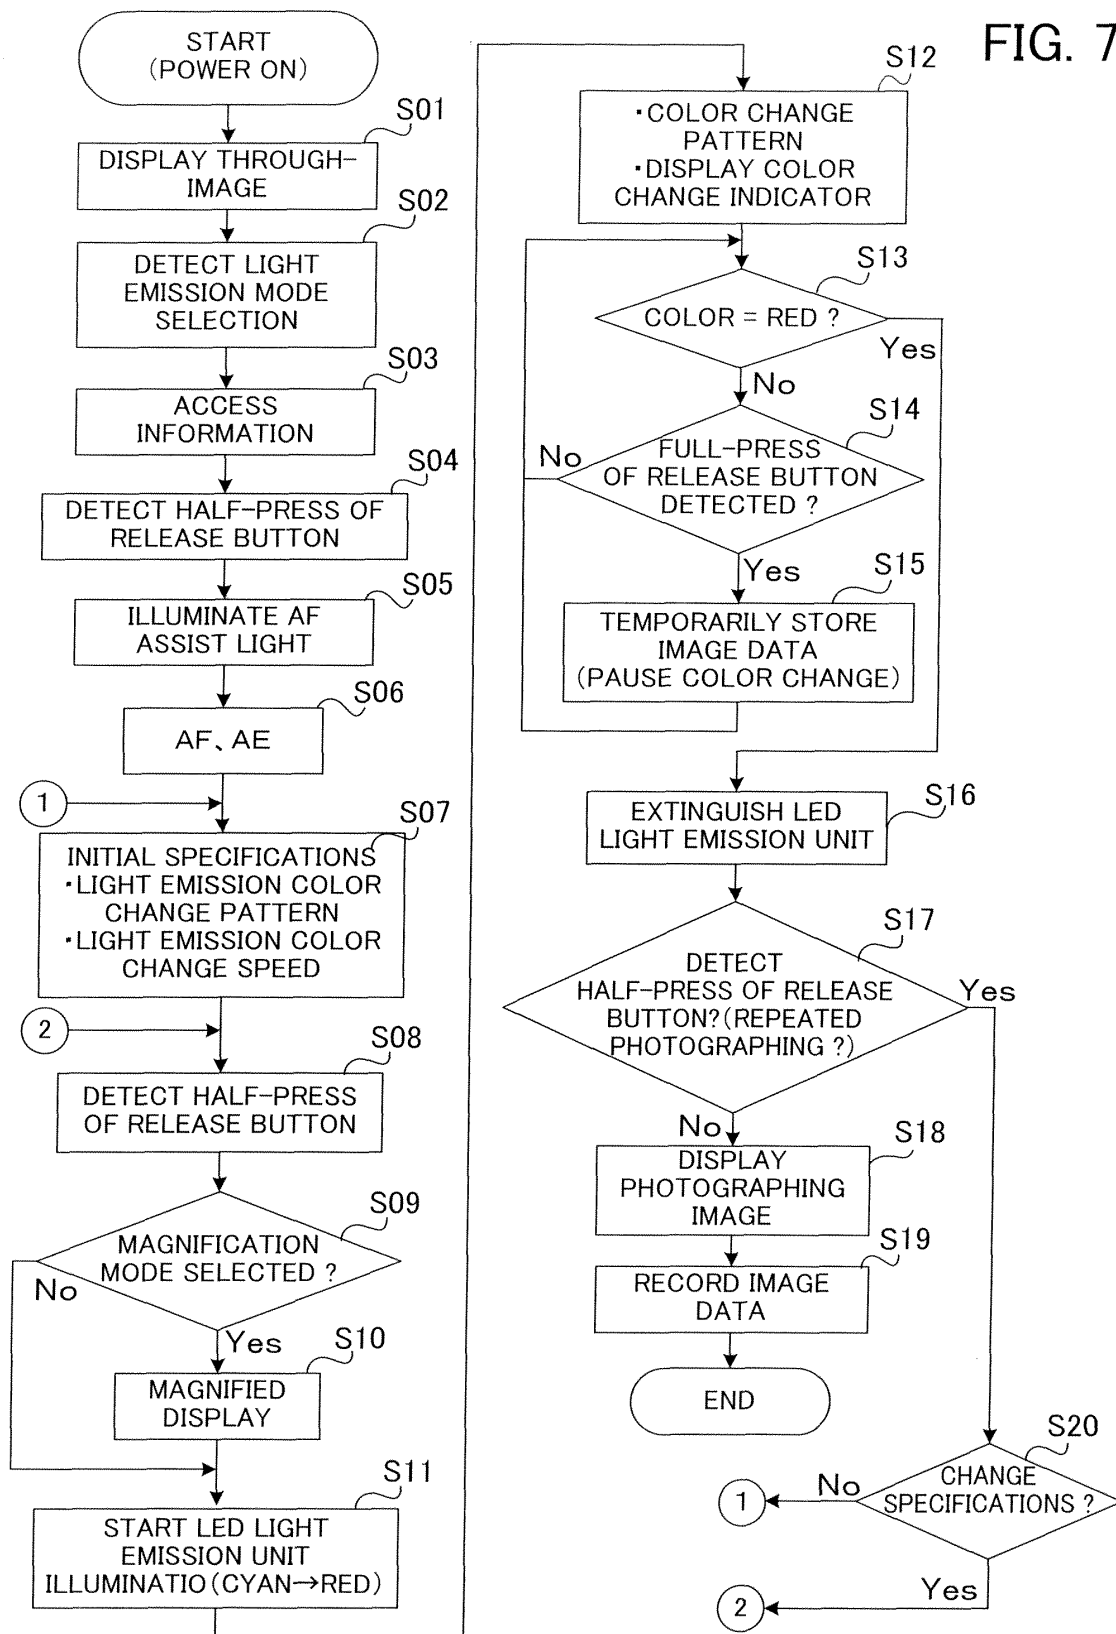 FIG. 7
START
(POWER ON)
S01
DISPLAY THROUGH-
IMAGE
S02
DETECT LIGHT
EMISSION MODE
SELECTION
S03
ACCESS
INFORMATION
S04
DETECT HALF-PRESS OF
RELEASE BUTTON
S05
ILLUMINATE AF
ASSIST LIGHT
S06
AF、AE
1
S07
INITIAL SPECIFICATIONS
・LIGHT EMISSION COLOR
CHANGE PATTERN
・LIGHT EMISSION COLOR
CHANGE SPEED
2
S08
DETECT HALF-PRESS
OF RELEASE BUTTON
S09
MAGNIFICATION
MODE SELECTED ?
No
Yes
S10
MAGNIFIED
DISPLAY
S11
START LED LIGHT
EMISSION UNIT
ILLUMINATIO(CYAN→RED)
S12
・COLOR CHANGE
PATTERN
・DISPLAY COLOR
CHANGE INDICATOR
S13
COLOR = RED ?
Yes
No
S14
FULL-PRESS
OF RELEASE BUTTON
DETECTED ?
No
Yes
S15
TEMPORARILY STORE
IMAGE DATA
(PAUSE COLOR CHANGE)
S16
EXTINGUISH LED
LIGHT EMISSION UNIT
S17
DETECT
HALF-PRESS OF RELEASE
BUTTON?(REPEATED
PHOTOGRAPHING ?)
Yes
No
S18
DISPLAY
PHOTOGRAPHING
IMAGE
S19
RECORD IMAGE
DATA
END
S20
CHANGE
SPECIFICATIONS ?
No
1
Yes
2